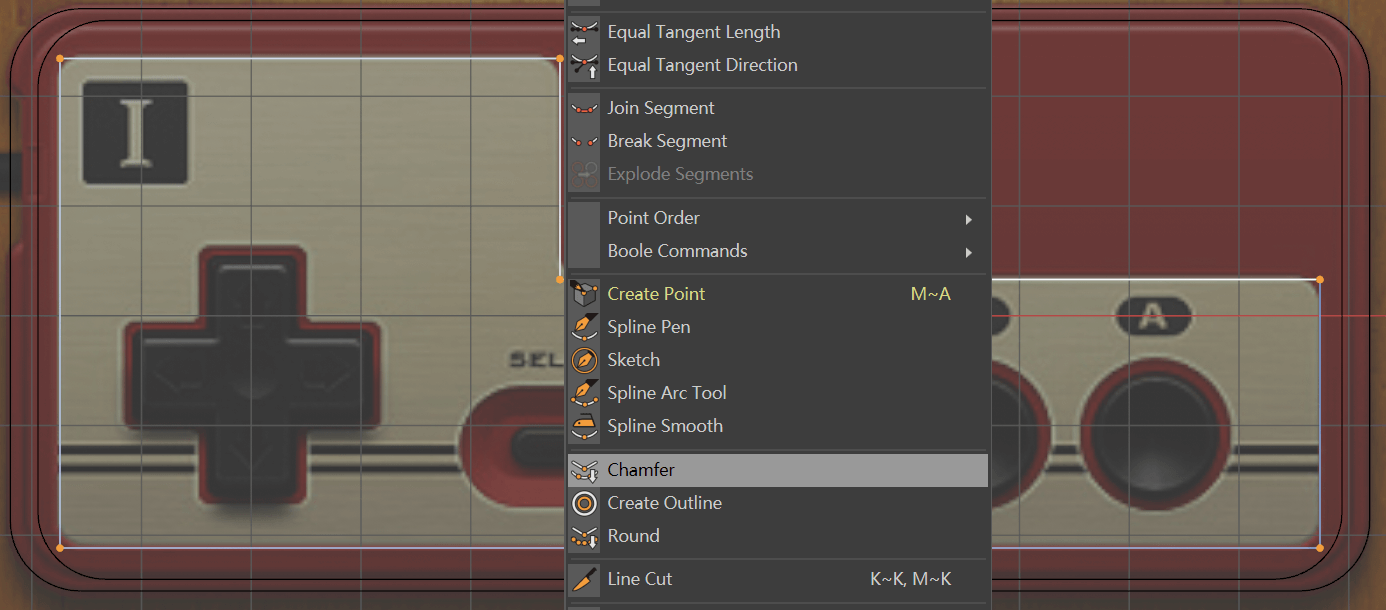 Equal Tangent Length
Equal Tangent Direction
Join Segment
Break Segment
Explode Segments
Point Order
Boole Commands
Create Point M~A
Spline Pen
Sketch
Spline Arc Tool
Spline Smooth
Chamfer
Create Outline
Round
Line Cut K~K, M~K
I
SEL
A